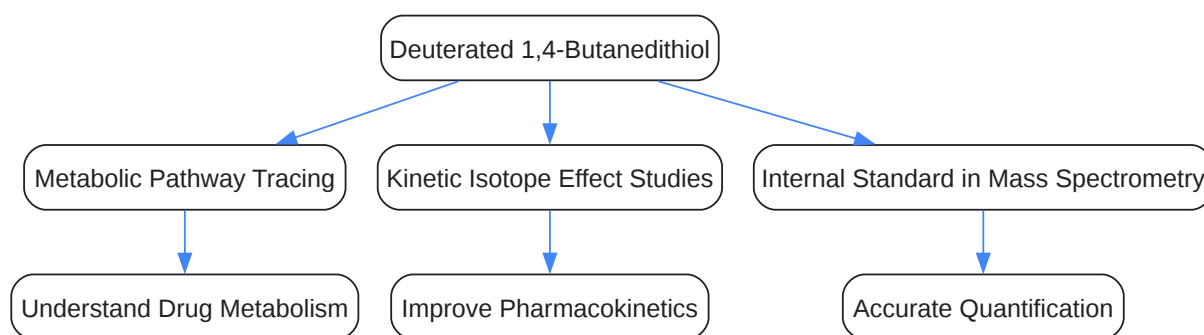 Deuterated 1,4-Butanedithiol
Metabolic Pathway Tracing
Kinetic Isotope Effect Studies
Internal Standard in Mass Spectrometry
Understand Drug Metabolism
Improve Pharmacokinetics
Accurate Quantification